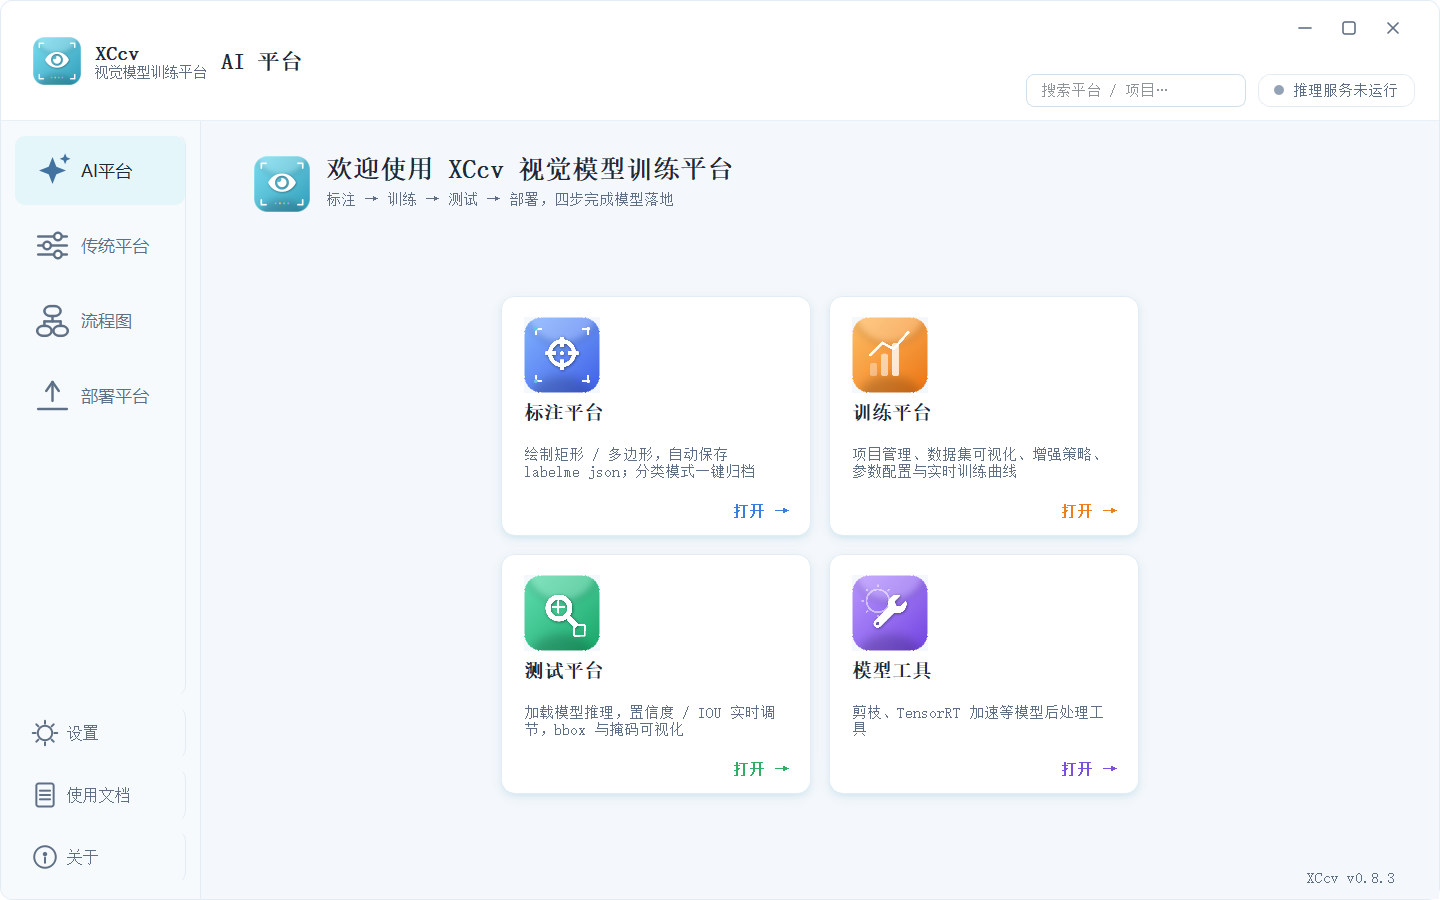 XCcv
视觉模型训练平台
AI 平台
搜索平台 / 项目…
推理服务未运行
AI平台
传统平台
流程图
部署平台
设置
使用文档
关于
欢迎使用 XCcv 视觉模型训练平台
标注 → 训练 → 测试 → 部署，四步完成模型落地
标注平台
绘制矩形 / 多边形，自动保存
labelme json；分类模式一键归档
打开 →
训练平台
项目管理、数据集可视化、增强策略、
参数配置与实时训练曲线
打开 →
测试平台
加载模型推理，置信度 / IOU 实时调
节，bbox 与掩码可视化
打开 →
模型工具
剪枝、TensorRT 加速等模型后处理工
具
打开 →
XCcv v0.8.3